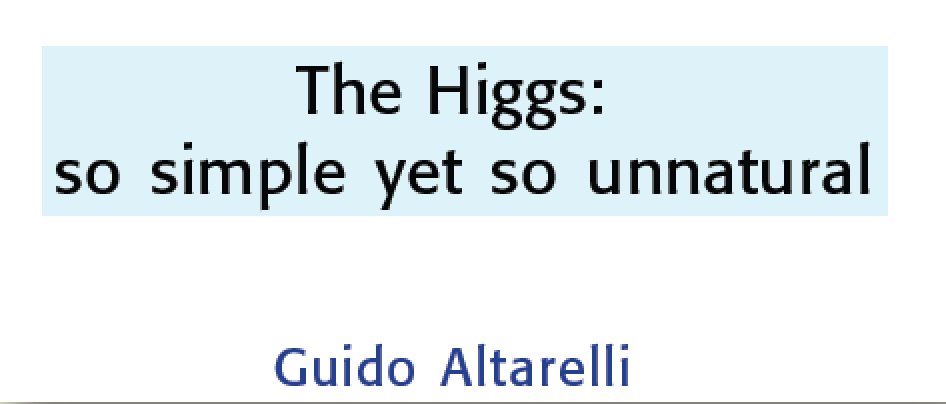 The Higgs:
so simple yet so unnatural
Guido Altarelli